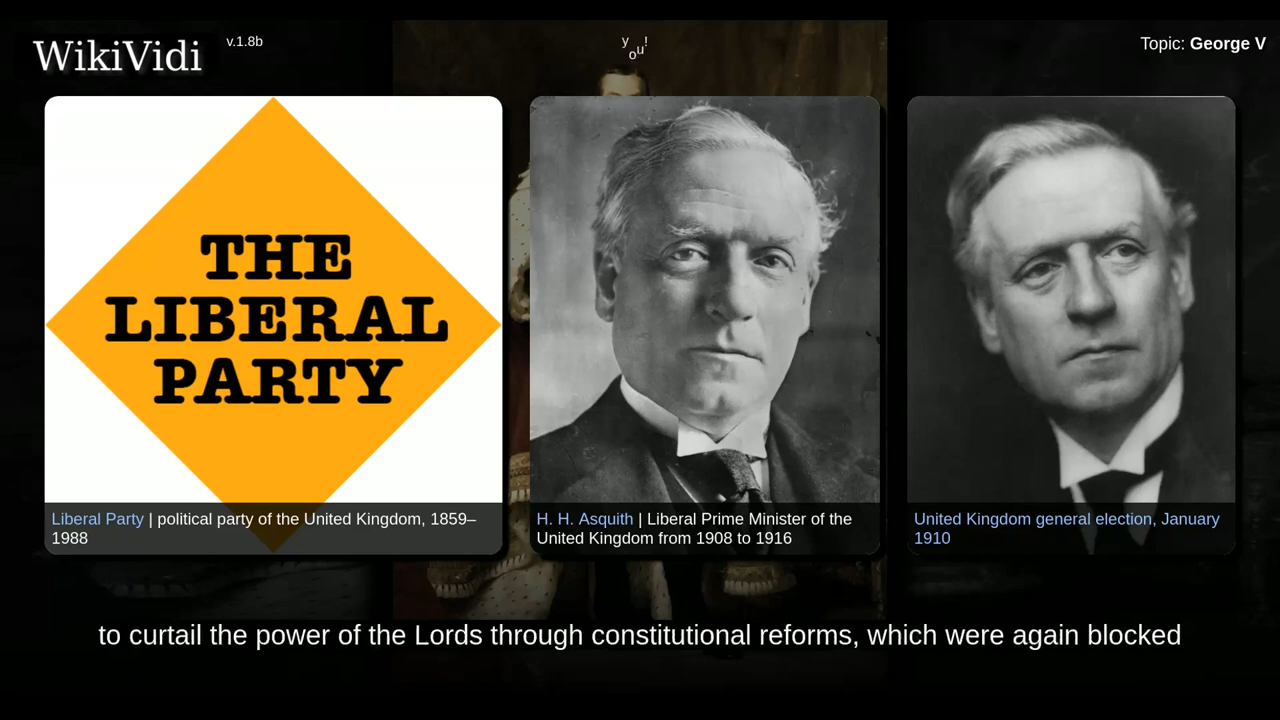 WikiVidi
v.1.8b
you!
Topic: George V
THE
LIBERAL
PARTY
Liberal Party | political party of the United Kingdom, 1859–
1988
H. H. Asquith | Liberal Prime Minister of the
United Kingdom from 1908 to 1916
United Kingdom general election, January
1910
to curtail the power of the Lords through constitutional reforms, which were again blocked